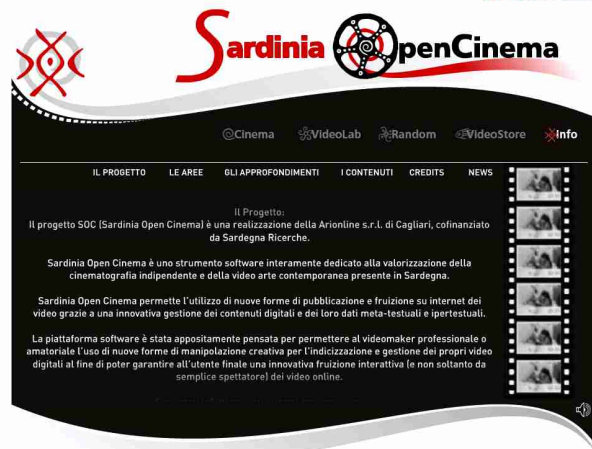 Sardinia OpenCinema
Cinema VideoLab Random VideoStore Info
IL PROGETTO LE AREE GLI APPROFONDIMENTI I CONTENUTI CREDITS NEWS
Il Progetto:
Il progetto SOC (Sardinia Open Cinema) è una realizzazione della Arionline s.r.l. di Cagliari, cofinanziato
da Sardegna Ricerche.
Sardinia Open Cinema è uno strumento software interamente dedicato alla valorizzazione della
cinematografia indipendente e della video arte contemporanea presente in Sardegna.
Sardinia Open Cinema permette l'utilizzo di nuove forme di pubblicazione e fruizione su internet dei
video grazie a una innovativa gestione dei contenuti digitali e dei loro dati meta-testuali e ipertestuali.
La piattaforma software è stata appositamente pensata per permettere al videomaker professionale o
amatoriale l'uso di nuove forme di manipolazione creativa per l'indicizzazione e gestione dei propri video
digitali al fine di poter garantire all'utente finale una innovativa fruizione interattiva (e non soltanto da
semplice spettatore) dei video online.